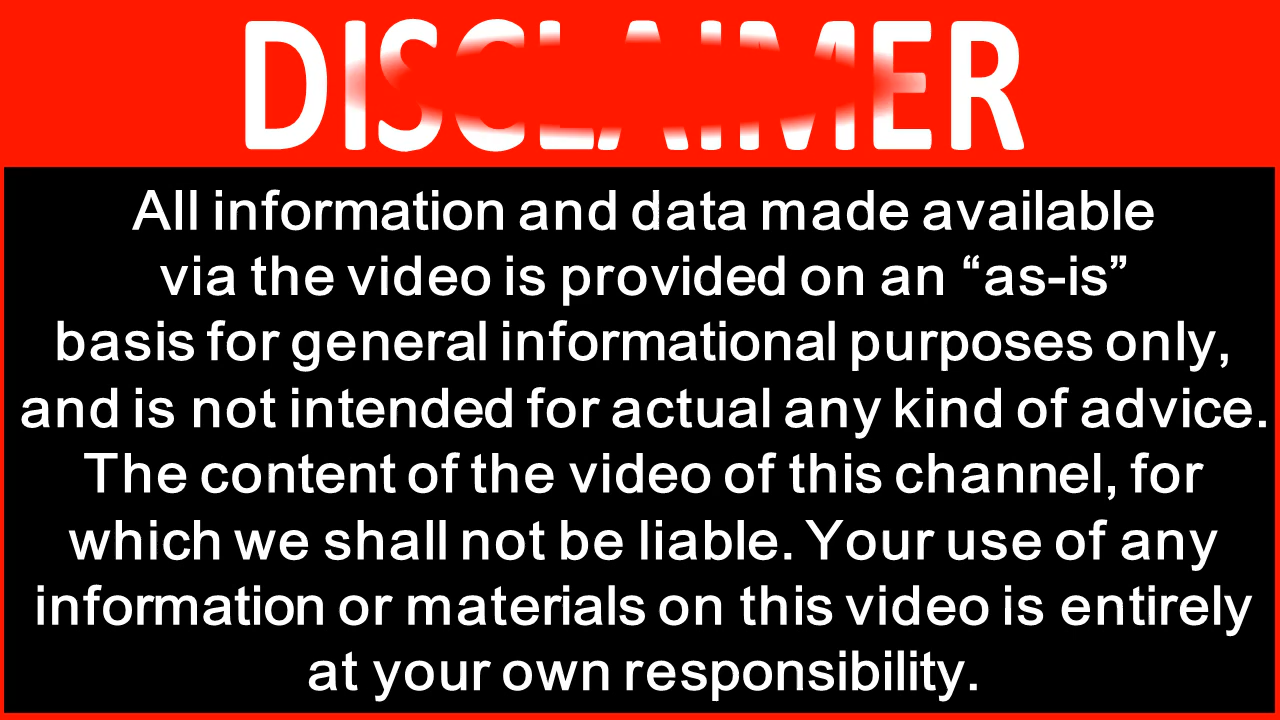 DISCLAIMER
All information and data made available
via the video is provided on an “as-is”
basis for general informational purposes only,
and is not intended for actual any kind of advice.
The content of the video of this channel, for
which we shall not be liable. Your use of any
information or materials on this video is entirely
at your own responsibility.